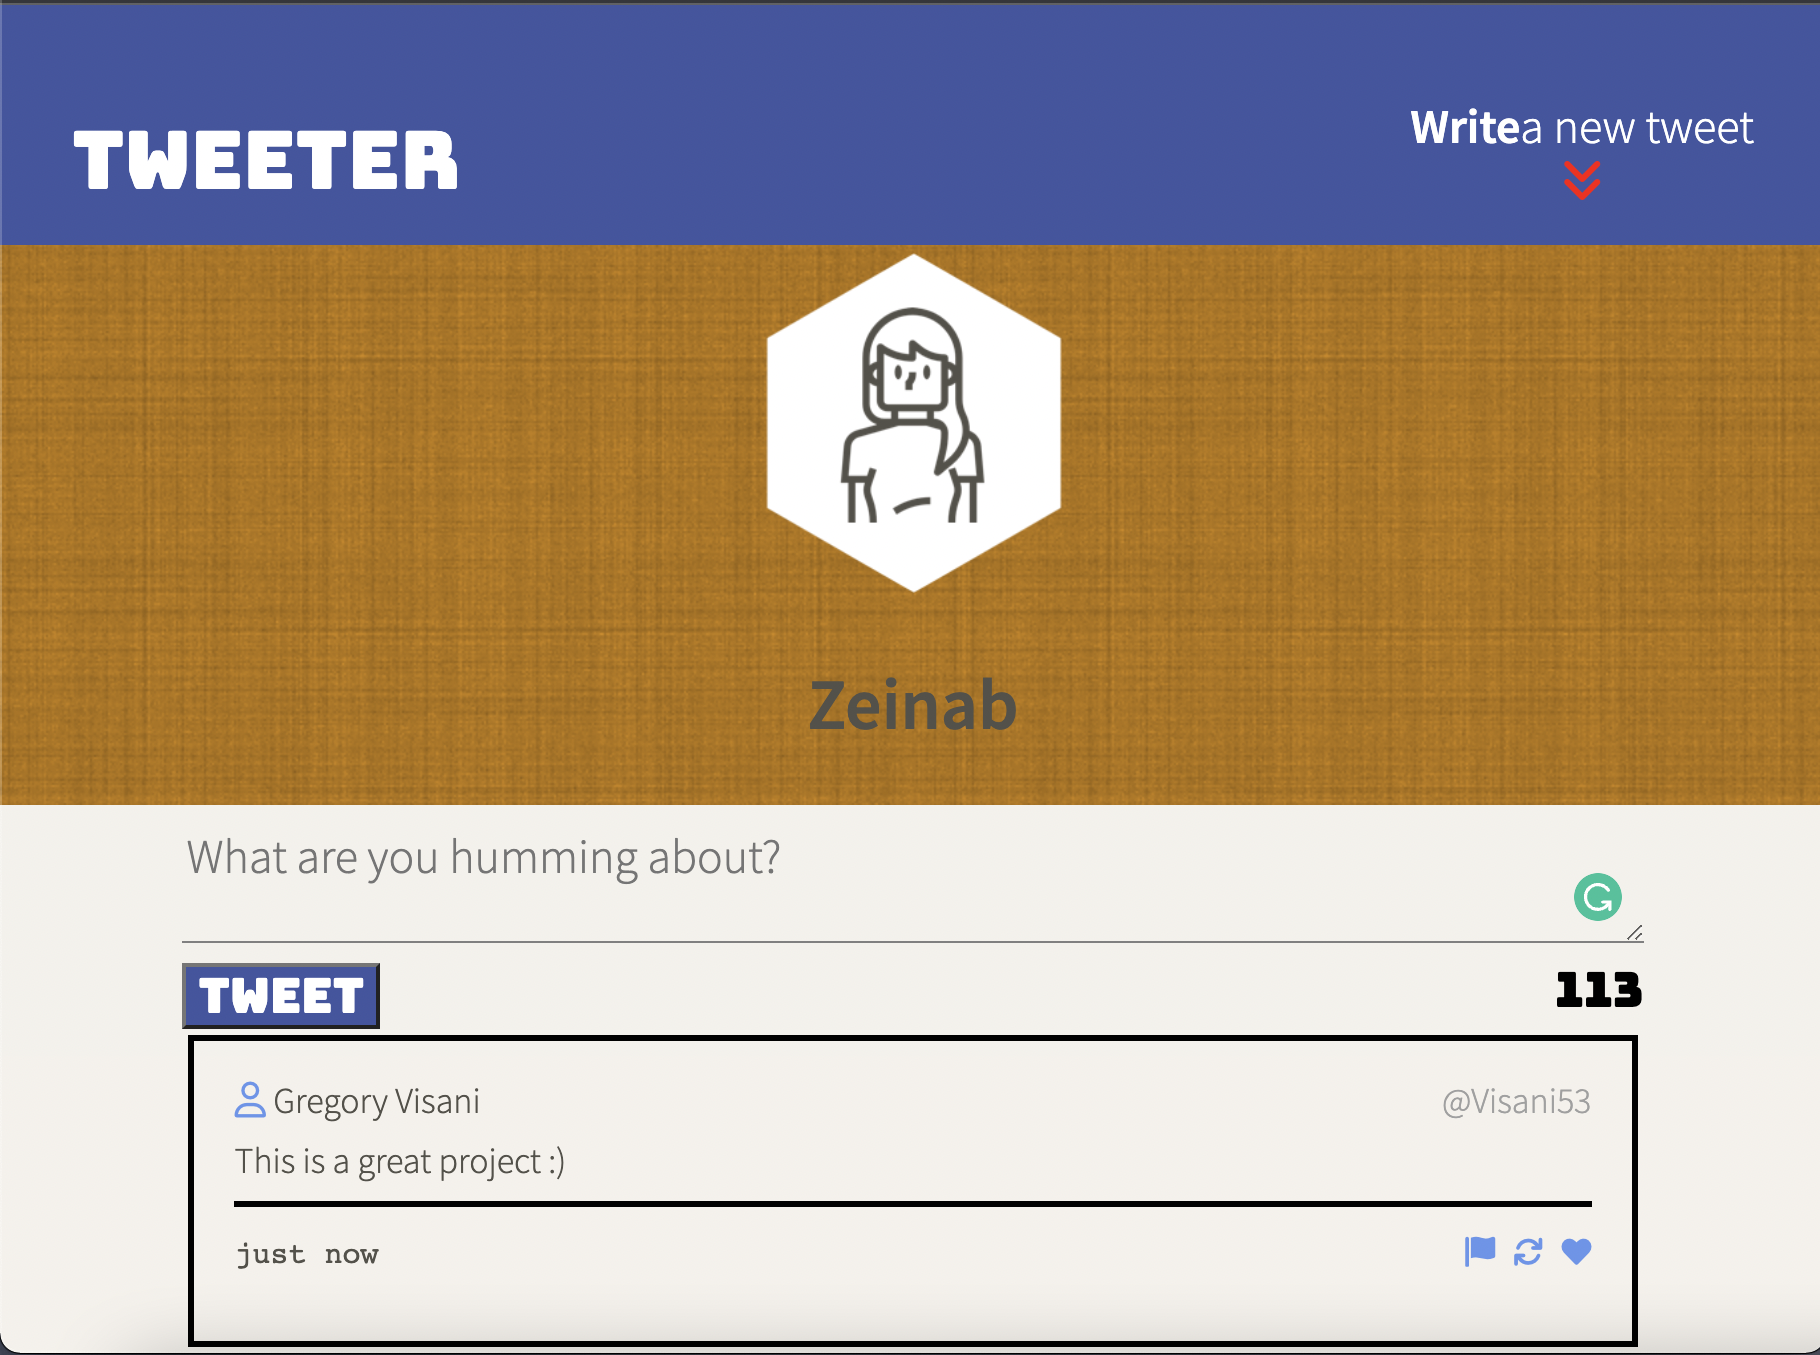 TWEETER
Writea new tweet
Zeinab
What are you humming about?
TWEET
113
Gregory Visani
@Visani53
This is a great project :)
just now